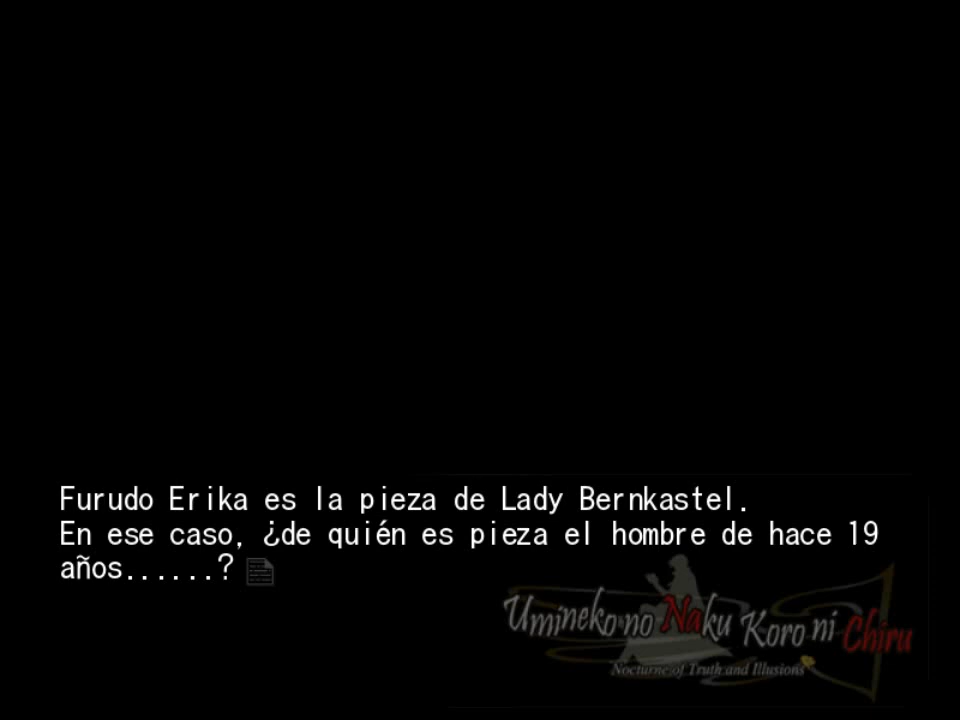 Furudo Erika es la pieza de Lady Bernkastel.
En ese caso, ¿de quién es pieza el hombre de hace 19
años......?
Umineko no Naku Koro ni Chiru
Nocturne of Truth and Illusions